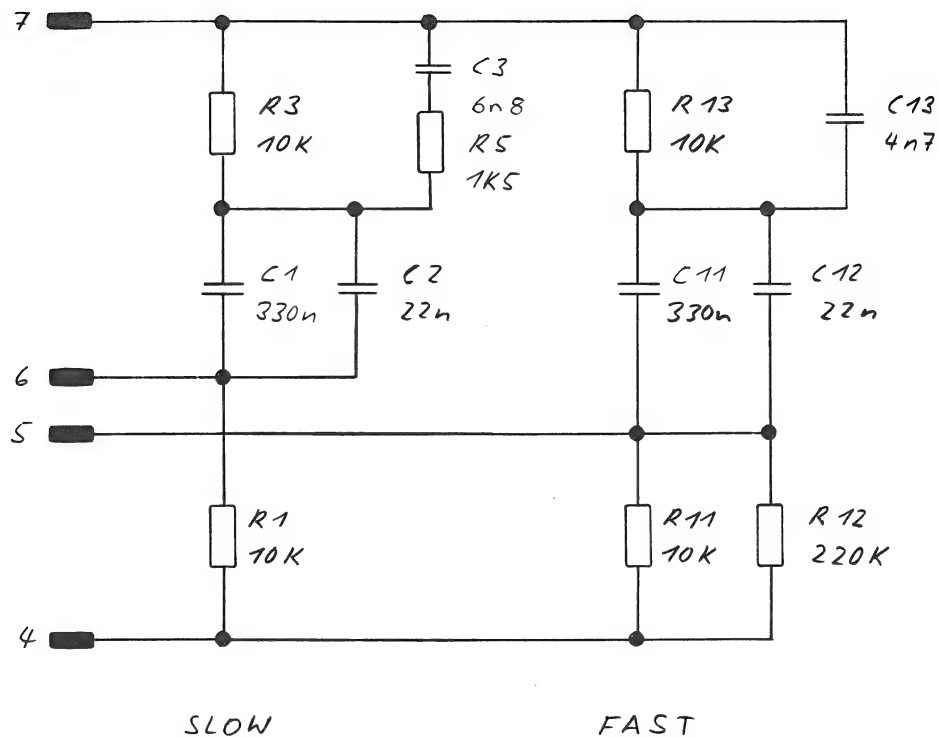 7
C3
6n8
R3
10K
R5
1K5
R13
10K
C13
4n7
C1
330n
C2
22n
C11
330n
C12
22n
6
5
R1
10K
R11
10K
R12
220K
4
SLOW
FAST